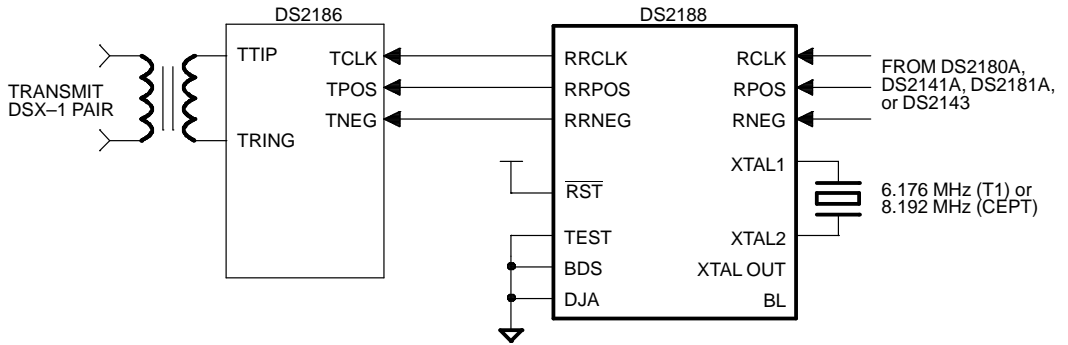 DS2186
DS2188
TTIP
TRING
TCLK
TPOS
TNEG
TRANSMIT
DSX–1 PAIR
RRCLK
RRPOS
RRNEG
RST
TEST
BDS
DJA
RCLK
RPOS
RNEG
XTAL1
XTAL2
XTAL OUT
BL
FROM DS2180A,
DS2141A, DS2181A,
or DS2143
6.176 MHz (T1) or
8.192 MHz (CEPT)